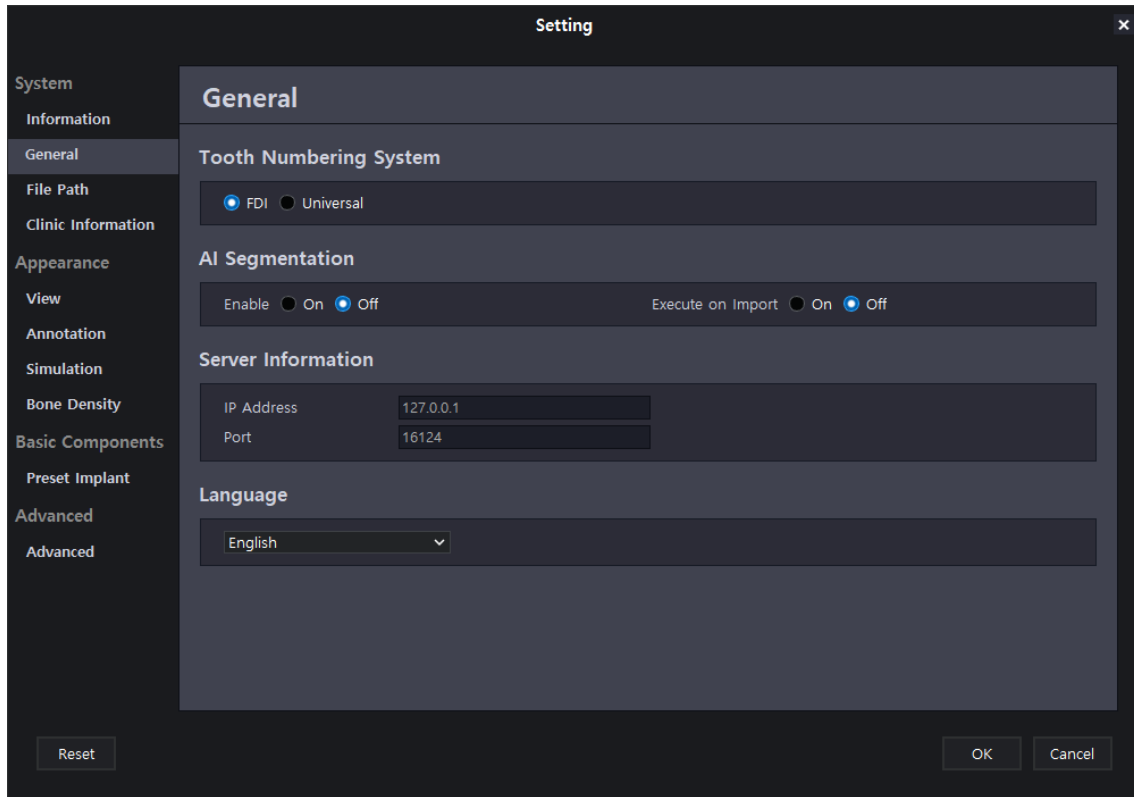 Setting
System
Information
General
File Path
Clinic Information
Appearance
View
Annotation
Simulation
Bone Density
Basic Components
Preset Implant
Advanced
Advanced
General
Tooth Numbering System
FDI Universal
AI Segmentation
Enable On Off Execute on Import On Off
Server Information
IP Address 127.0.0.1
Port 16124
Language
English
Reset OK Cancel